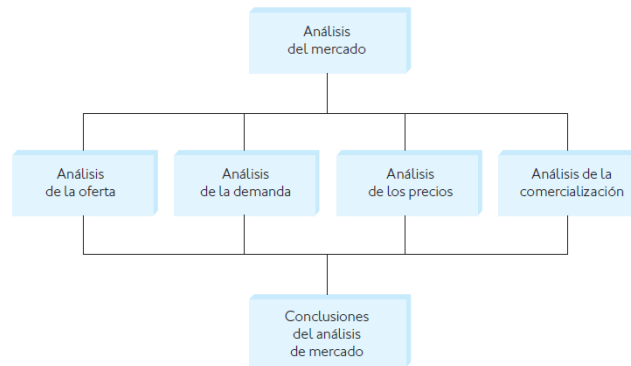 Análisis
del mercado
Análisis
de la oferta
Análisis
de la demanda
Análisis
de los precios
Análisis de la
comercialización
Conclusiones
del análisis
de mercado